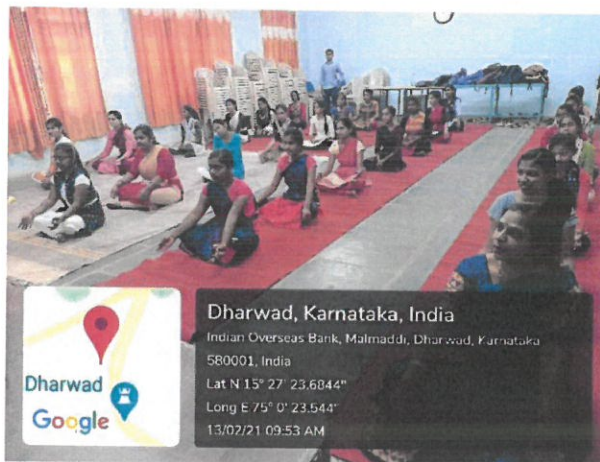 Dharwad
Google
Dharwad, Karnataka, India
Indian Overseas Bank, Malmaddi, Dharwad, Karnataka
580001, India
Lat N 15° 27' 23.6844"
Long E 75° 0' 23.544"
13/02/21 09:53 AM